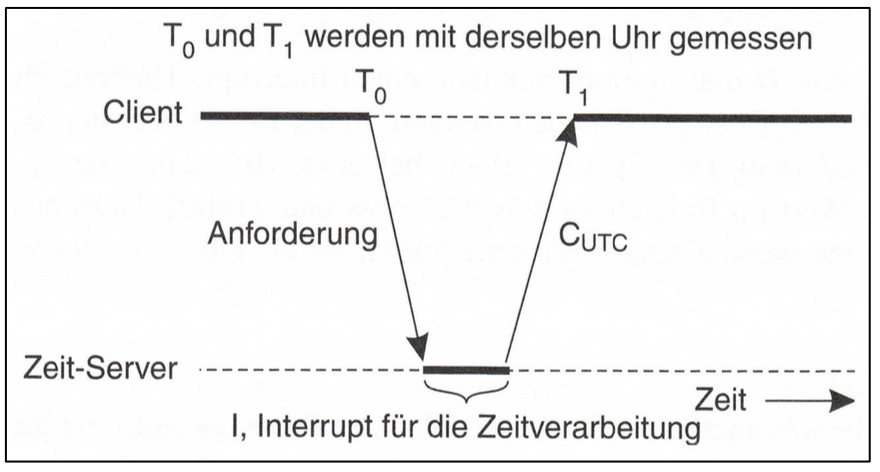 T₀ und T₁ werden mit derselben Uhr gemessen
T₀
T₁
Client
Anforderung
C_UTC
Zeit-Server
Zeit
I, Interrupt für die Zeitverarbeitung